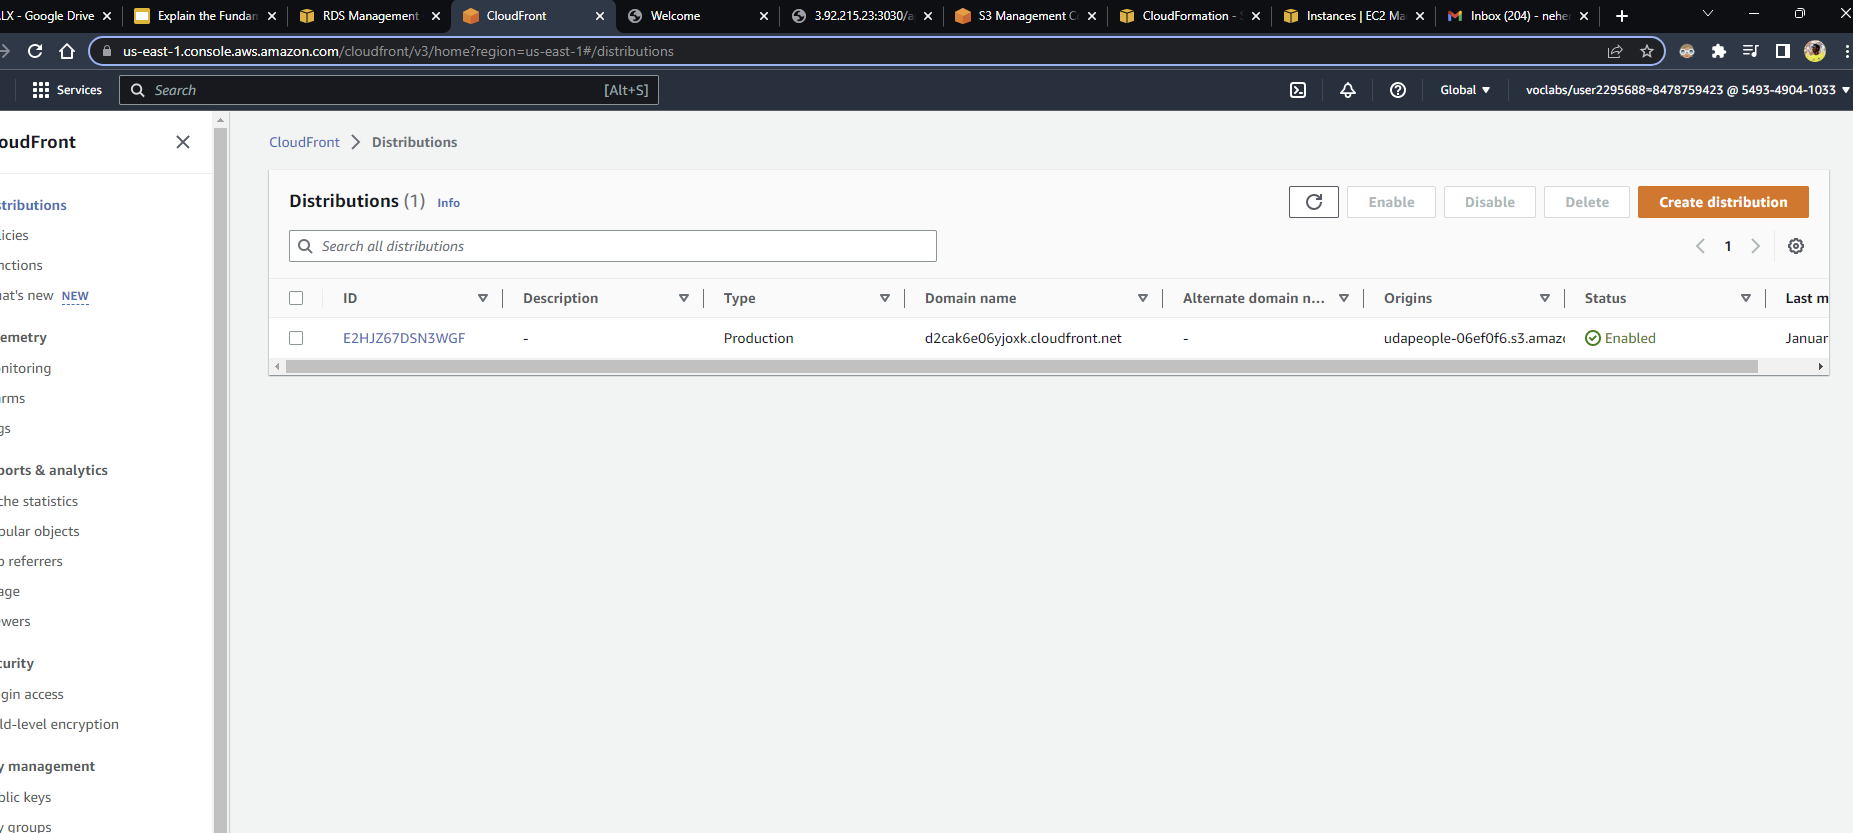 LX - Google Drive
Explain the Fundam
RDS Management
CloudFront
Welcome
3.92.215.23:3030/a
S3 Management C
CloudFormation - S
Instances | EC2 Ma
Inbox (204) - neher
us-east-1.console.aws.amazon.com/cloudfront/v3/home?region=us-east-1#/distributions
Services
Search
[Alt+S]
Global
voclabs/user2295688=8478759423 @ 5493-4904-1033
oudFront
tributions
licies
nctions
at's new NEW
emetry
nitoring
arms
gs
ports & analytics
che statistics
pular objects
p referrers
age
wers
curity
gin access
ld-level encryption
y management
blic keys
y groups
CloudFront > Distributions
Distributions (1) Info
Enable
Disable
Delete
Create distribution
Search all distributions
1
ID Description Type Domain name Alternate domain n... Origins Status Last m
E2HJZ67DSN3WGF - Production d2cak6e06yjoxk.cloudfront.net - udapeople-06ef0f6.s3.amazo Enabled Januar